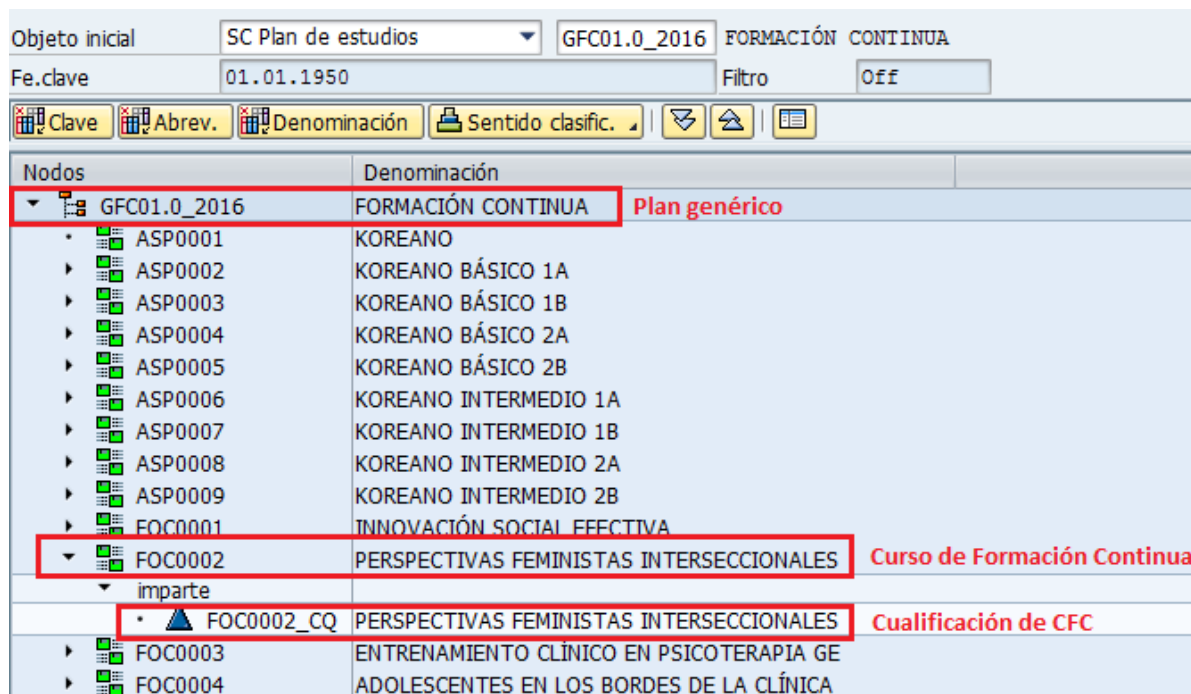 Objeto inicial SC Plan de estudios GFC01.0_2016 FORMACIÓN CONTINUA
Fe.clave 01.01.1950 Filtro Off
Clave Abrev. Denominación Sentido clasific.
Nodos Denominación
GFC01.0_2016 FORMACIÓN CONTINUA Plan genérico
ASP0001 KOREANO
ASP0002 KOREANO BÁSICO 1A
ASP0003 KOREANO BÁSICO 1B
ASP0004 KOREANO BÁSICO 2A
ASP0005 KOREANO BÁSICO 2B
ASP0006 KOREANO INTERMEDIO 1A
ASP0007 KOREANO INTERMEDIO 1B
ASP0008 KOREANO INTERMEDIO 2A
ASP0009 KOREANO INTERMEDIO 2B
FOC0001 INNOVACIÓN SOCIAL EFECTIVA
FOC0002 PERSPECTIVAS FEMINISTAS INTERSECCIONALES Curso de Formación Continua
imparte
FOC0002_CQ PERSPECTIVAS FEMINISTAS INTERSECCIONALES Cualificación de CFC
FOC0003 ENTRENAMIENTO CLÍNICO EN PSICOTERAPIA GE
FOC0004 ADOLESCENTES EN LOS BORDES DE LA CLÍNICA